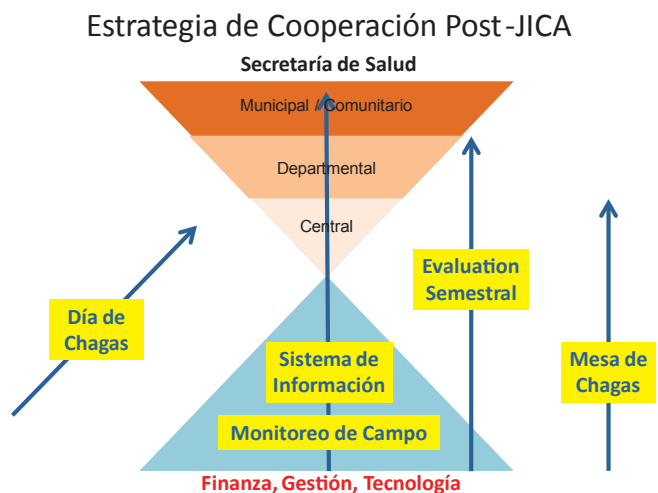 Estrategia de Cooperación Post-JICA
Secretaría de Salud
Municipal / Comunitario
Departmental
Central
Evaluation
Semestral
Día de
Chagas
Sistema de
Información
Mesa de
Chagas
Monitoreo de Campo
Finanza, Gestión, Tecnología